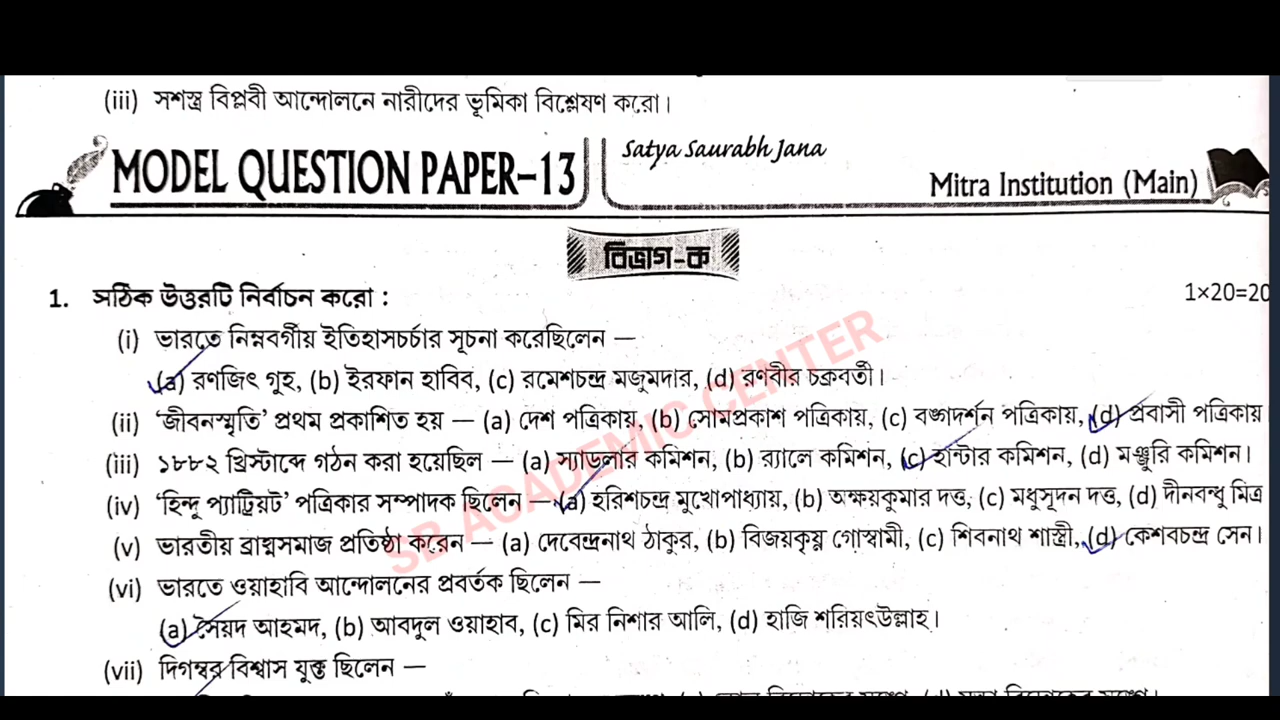 (iii) সশস্ত্র বিপ্লবী আন্দোলনে নারীদের ভূমিকা বিশ্লেষণ করো।
MODEL QUESTION PAPER–13
Satya Saurabh Jana
Mitra Institution (Main)
বিভাগ-ক
1. সঠিক উত্তরটি নির্বাচন করো : 1×20=20
(i) ভারতে নিম্নবর্গীয় ইতিহাসচর্চার সূচনা করেছিলেন —
(a) রণজিৎ গুহ, (b) ইরফান হাবিব, (c) রমেশচন্দ্র মজুমদার, (d) রণবীর চক্রবর্তী।
(ii) ‘জীবনস্মৃতি’ প্রথম প্রকাশিত হয় — (a) দেশ পত্রিকায়, (b) সোমপ্রকাশ পত্রিকায়, (c) বঙ্গদর্শন পত্রিকায়, (d) প্রবাসী পত্রিকায়
(iii) ১৮৮২ খ্রিস্টাব্দে গঠন করা হয়েছিল — (a) স্যাডলার কমিশন, (b) র‍্যালে কমিশন, (c) হান্টার কমিশন, (d) মঞ্জুরি কমিশন।
(iv) ‘হিন্দু প্যাট্রিয়ট’ পত্রিকার সম্পাদক ছিলেন — (a) হরিশচন্দ্র মুখোপাধ্যায়, (b) অক্ষয়কুমার দত্ত, (c) মধুসূদন দত্ত, (d) দীনবন্ধু মিত্র
(v) ভারতীয় ব্রাহ্মসমাজ প্রতিষ্ঠা করেন — (a) দেবেন্দ্রনাথ ঠাকুর, (b) বিজয়কৃষ্ণ গোস্বামী, (c) শিবনাথ শাস্ত্রী, (d) কেশবচন্দ্র সেন।
(vi) ভারতে ওয়াহাবি আন্দোলনের প্রবর্তক ছিলেন —
(a) সৈয়দ আহমদ, (b) আবদুল ওয়াহাব, (c) মির নিশার আলি, (d) হাজি শরিয়ৎউল্লাহ।
(vii) দিগম্বর বিশ্বাস যুক্ত ছিলেন —
SB ACADEMIC CENTER